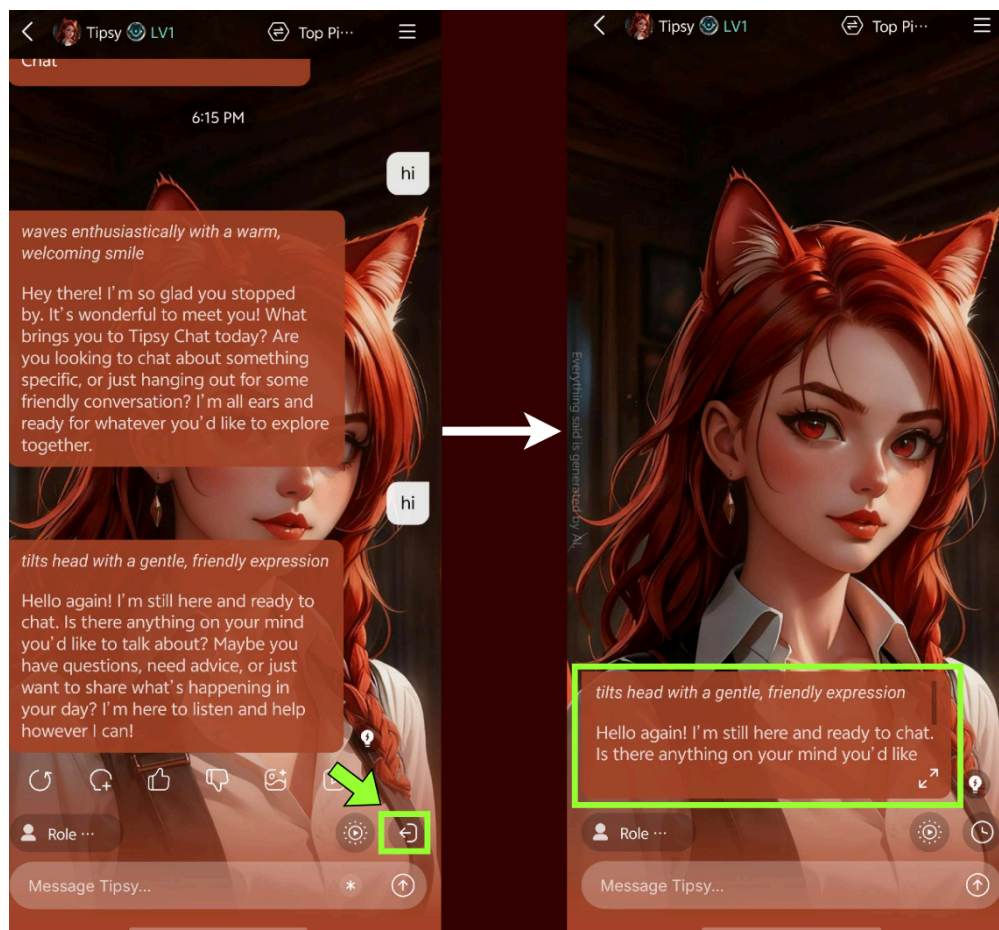 Tipsy LV1 Top Pi···
Chat
6:15 PM
hi
waves enthusiastically with a warm,
welcoming smile
Hey there! I'm so glad you stopped
by. It's wonderful to meet you! What
brings you to Tipsy Chat today? Are
you looking to chat about something
specific, or just hanging out for some
friendly conversation? I'm all ears and
ready for whatever you'd like to explore
together.
hi
tilts head with a gentle, friendly expression
Hello again! I'm still here and ready to
chat. Is there anything on your mind
you'd like to talk about? Maybe you
have questions, need advice, or just
want to share what's happening in
your day? I'm here to listen and help
however I can!
Role ···
Message Tipsy...
Tipsy LV1 Top Pi···
Everything said is generated by AI.
tilts head with a gentle, friendly expression
Hello again! I'm still here and ready to chat.
Is there anything on your mind you'd like
Role ···
Message Tipsy...